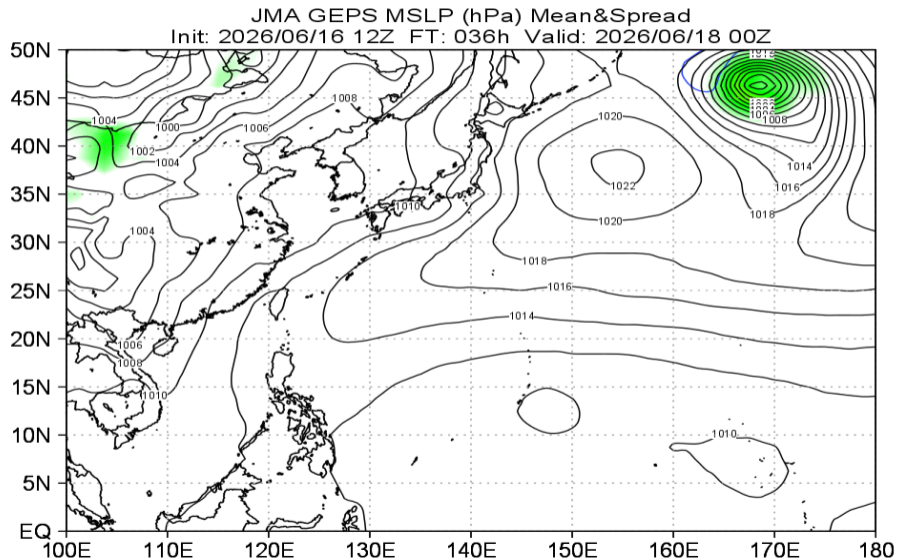 JMA GEPS MSLP (hPa) Mean&Spread
Init: 2026/06/16 12Z FT: 036h Valid: 2026/06/18 00Z
50N
45N
1008
1020
1008
1004
1000
1006
40N
1002
1004
1014
1022
1016
35N
1010
1018
1020
1004
30N
1018
25N
1016
1014
20N
1006
1008
15N
1010
10N
1010
5N
EQ
100E 110E 120E 130E 140E 150E 160E 170E 180